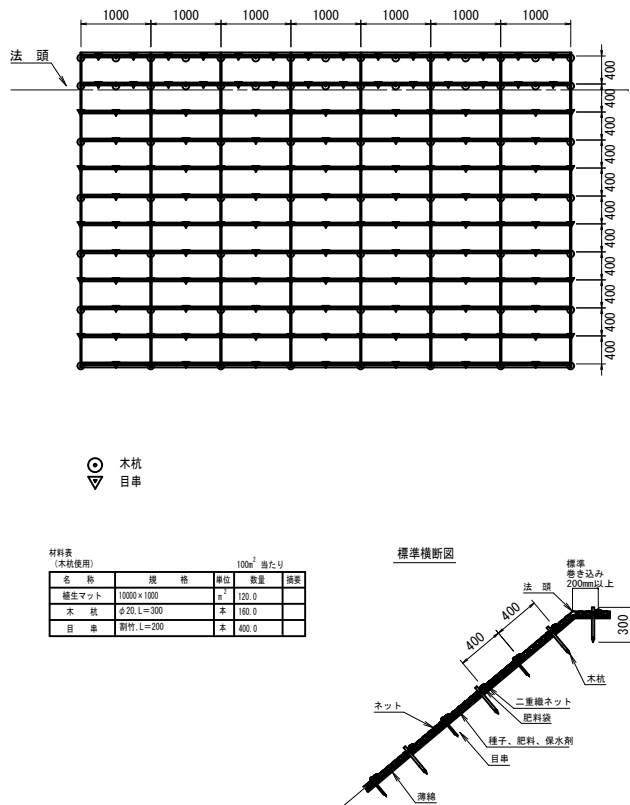 1000 1000 1000 1000 1000 1000 1000
法 頭
400
400
400
400
400
400
400
400
400
400
400
木杭
目串
材料表
(木杭使用) 100m² 当たり
名 称 規 格 単位 数量 摘要
植生マット 10000×1000 m² 120.0
木 杭 φ20, L=300 本 160.0
目 串 割竹, L=200 本 400.0
標準横断図
標準
巻き込み
200mm以上
法 頭
300
400
400
木杭
二重織ネット
肥料袋
ネット
種子、肥料、保水剤
目串
薄綿